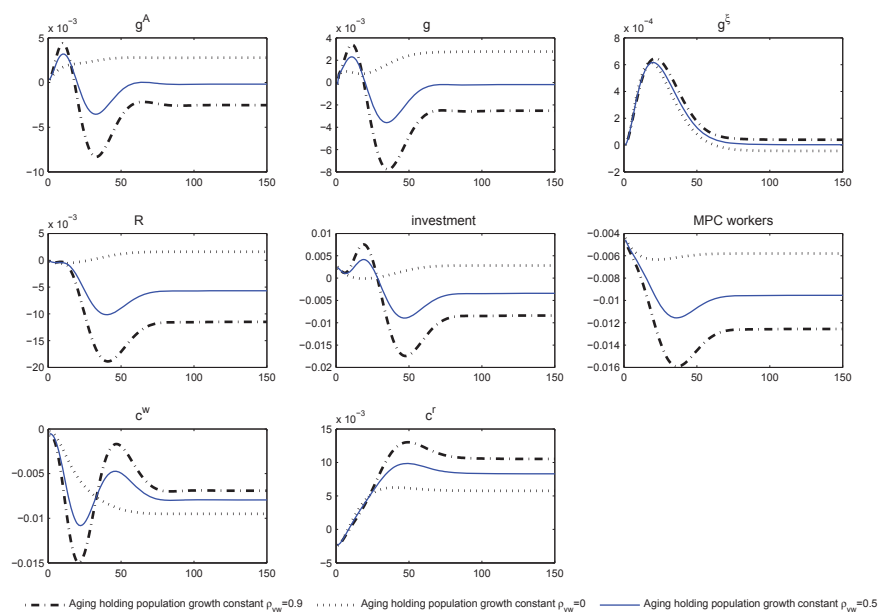 g^A
x 10^−3
5
0
−5
−10
0 50 100 150
g
x 10^−3
4
2
0
−2
−4
−6
−8
0 50 100 150
g^ξ
x 10^−4
8
6
4
2
0
−2
0 50 100 150
R
x 10^−3
5
0
−5
−10
−15
−20
0 50 100 150
investment
0.01
0.005
0
−0.005
−0.01
−0.015
−0.02
0 50 100 150
MPC workers
−0.004
−0.006
−0.008
−0.01
−0.012
−0.014
−0.016
0 50 100 150
c^w
0
−0.005
−0.01
−0.015
0 50 100 150
c^r
x 10^−3
15
10
5
0
−5
0 50 100 150
Aging holding population growth constant ρ_vw=0.9
Aging holding population growth constant ρ_vw=0
Aging holding population growth constant ρ_vw=0.5